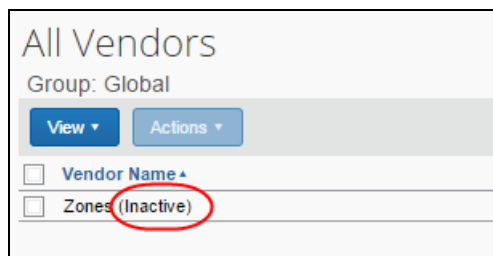 All Vendors
Group: Global
View Actions
Vendor Name
Zones (Inactive)